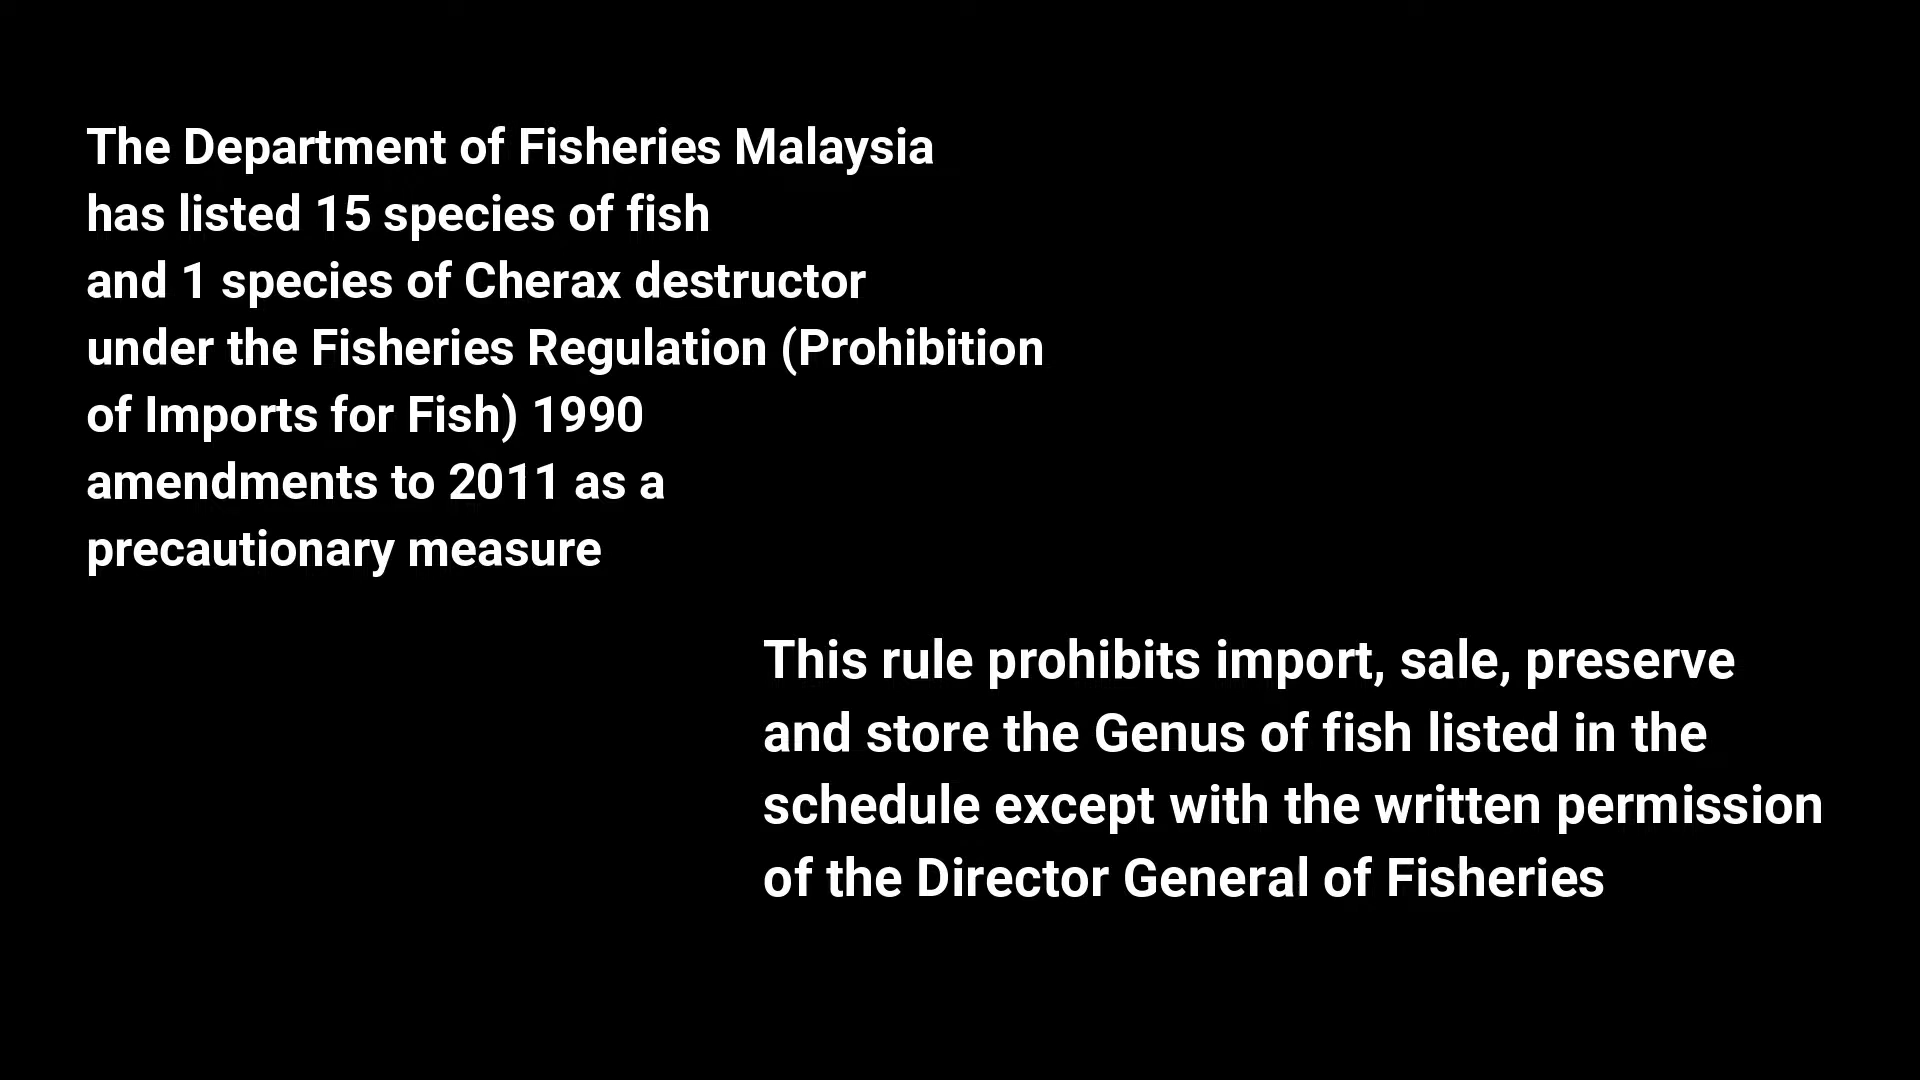 The Department of Fisheries Malaysia
has listed 15 species of fish
and 1 species of Cherax destructor
under the Fisheries Regulation (Prohibition
of Imports for Fish) 1990
amendments to 2011 as a
precautionary measure
This rule prohibits import, sale, preserve
and store the Genus of fish listed in the
schedule except with the written permission
of the Director General of Fisheries